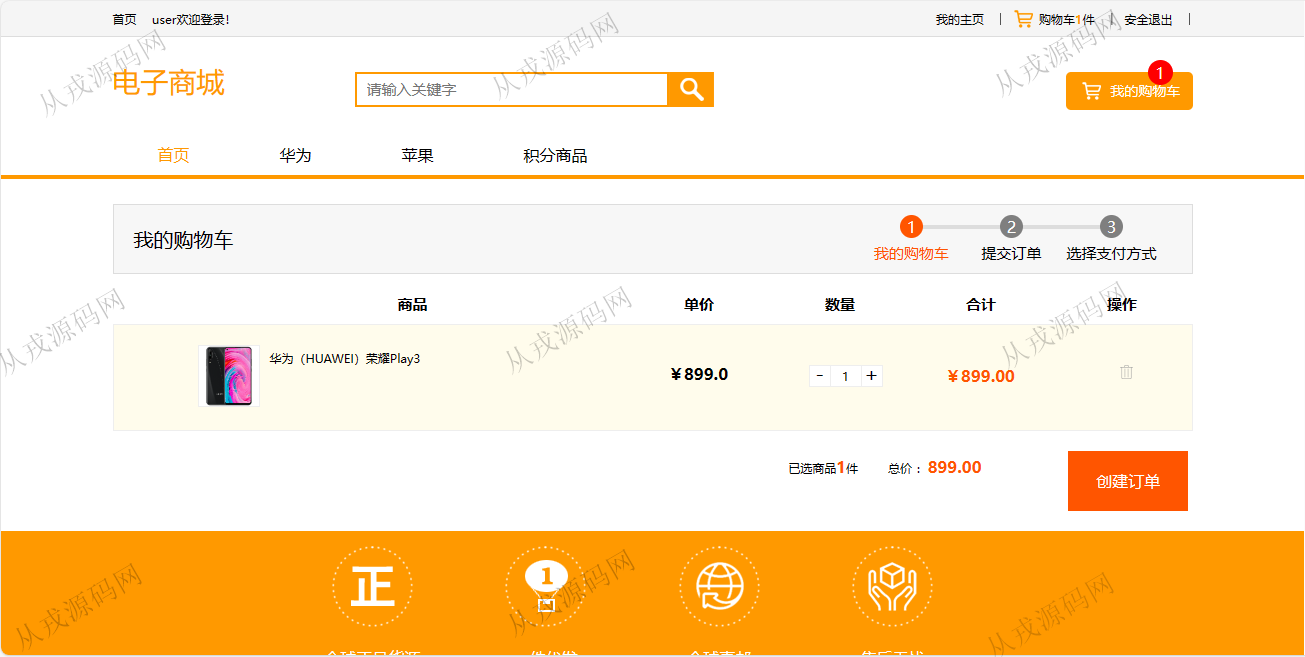 首页 user欢迎登录!
我的主页 | 购物车1件 | 安全退出 |
电子商城
请输入关键字
1
我的购物车
首页 华为 苹果 积分商品
我的购物车
1 2 3
我的购物车 提交订单 选择支付方式
商品 单价 数量 合计 操作
华为（HUAWEI）荣耀Play3
￥899.0
- 1 +
￥899.00
已选商品1件 总价： 899.00
创建订单
正 1
从戎源码网
从戎源码网
从戎源码网
从戎源码网
从戎源码网
从戎源码网
从戎源码网
从戎源码网
从戎源码网